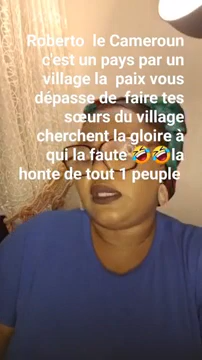 Roberto le Cameroun
c'est un pays par un
village la paix vous
dépasse de faire tes
sœurs du village
cherchent la gloire à
qui la faute 🤣🤣la
honte de tout 1 peuple